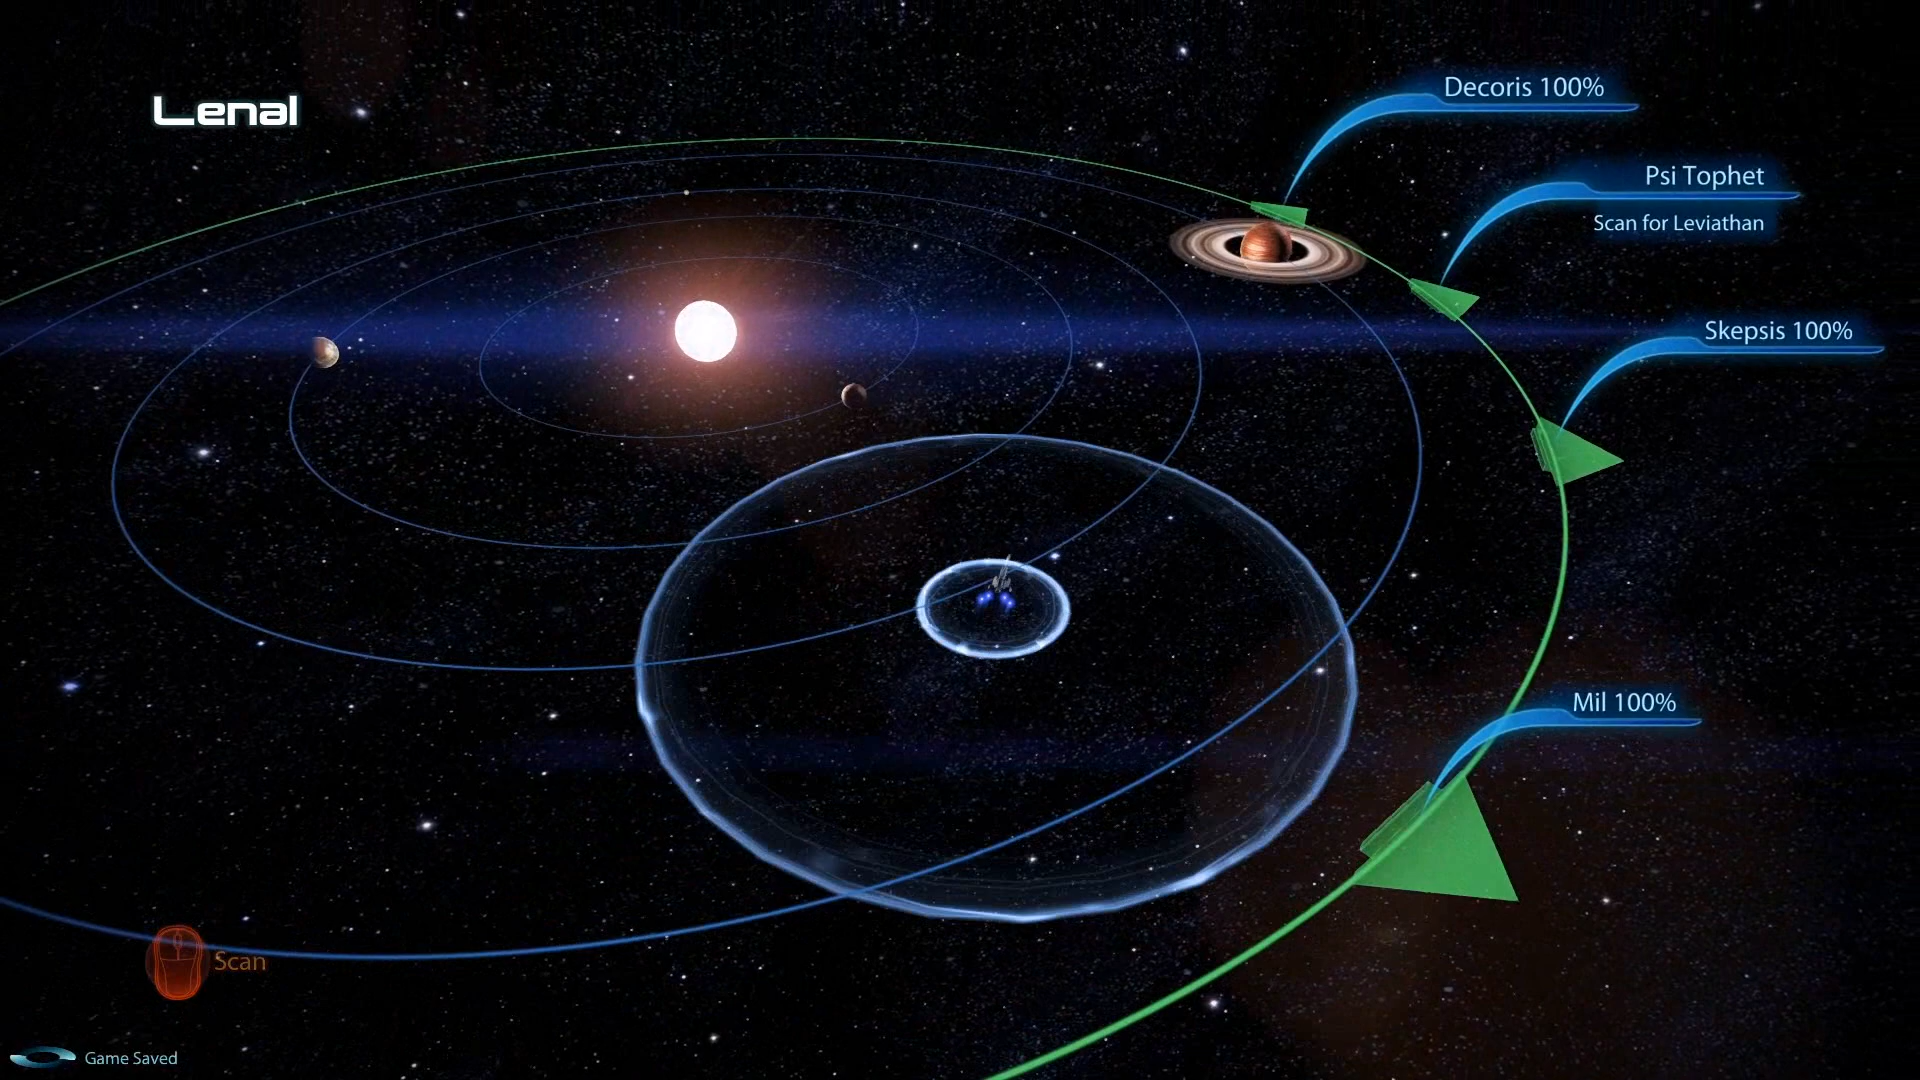 Lenal
Decoris 100%
Psi Tophet
Scan for Leviathan
Skepsis 100%
Mil 100%
Scan
Game Saved